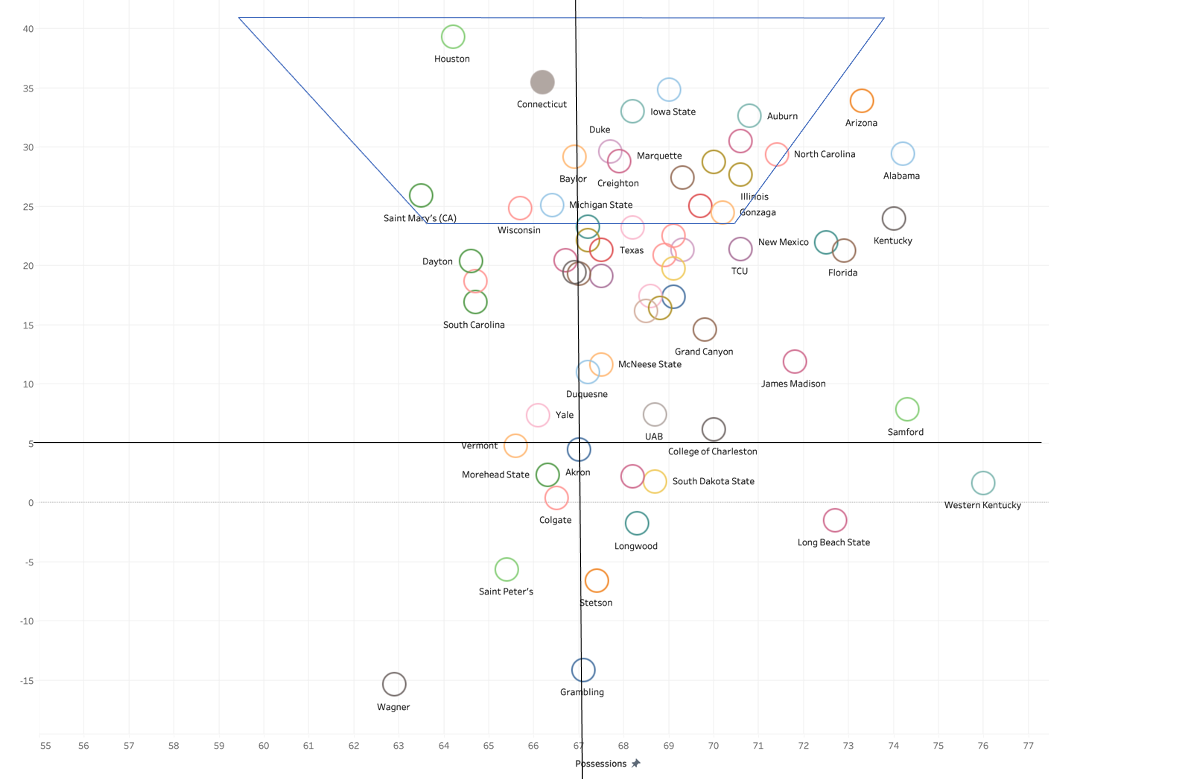 40
Houston
35
Connecticut
Iowa State
Auburn
Arizona
Duke
30
Marquette
North Carolina
Baylor
Creighton
Alabama
Illinois
25
Michigan State
Gonzaga
Saint Mary's (CA)
Wisconsin
Kentucky
Texas
New Mexico
20
Dayton
TCU
Florida
South Carolina
15
Grand Canyon
McNeese State
10
James Madison
Duquesne
Yale
Samford
UAB
5
Vermont
College of Charleston
Morehead State
Akron
South Dakota State
0
Western Kentucky
Colgate
Longwood
Long Beach State
-5
Saint Peter's
Stetson
-10
Grambling
-15
Wagner
55 56 57 58 59 60 61 62 63 64 65 66 67 68 69 70 71 72 73 74 75 76 77
Possessions